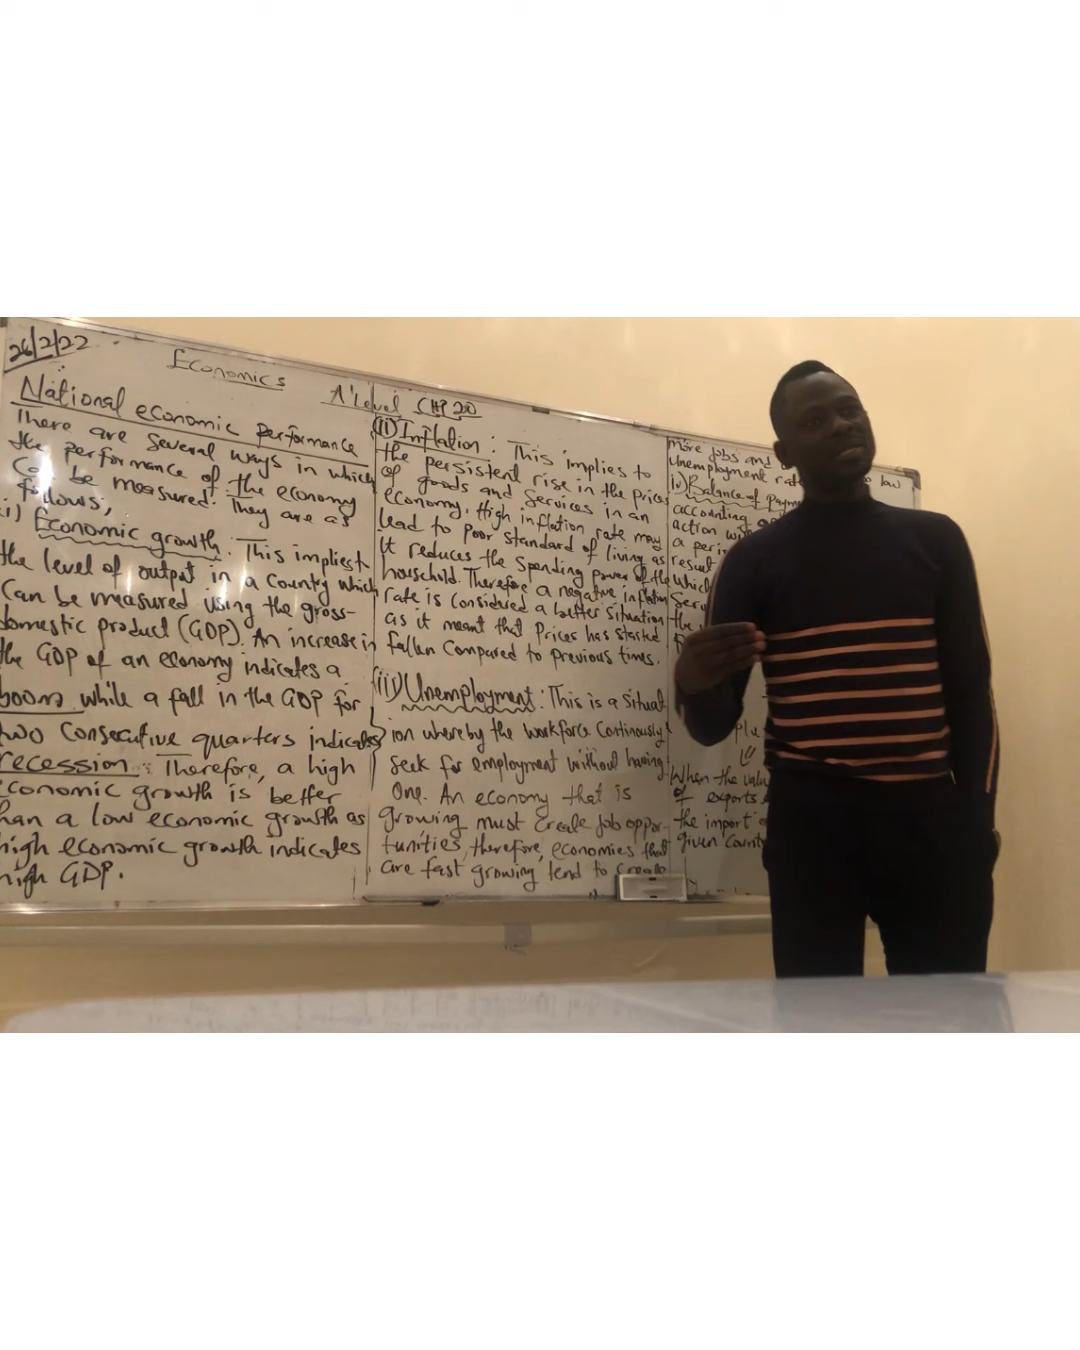 26/2/22
Economics
A'Level CHP 20
National economic performance
There are several ways in which
the performance of the economy
Can be measured. They are as
follows;
i) Economic growth: This impliest
the level of output in a Country which
Can be measured using the gross-
domestic product (GDP). An increase in
the GDP of an economy indicates a
boom while a fall in the GDP for
two Consecutive quarters indicates
recession. Therefore, a high
economic growth is better
than a low economic growth as
high economic growth indicates
high GDP.
(ii) Inflation: This implies to
the persistent rise in the prices
of goods and Services in an
economy. High inflation rate may
lead to poor standard of living as
it reduces the spending power of the
household. Therefore a negative inflation
rate is Considered a better situation
as it meant that Prices has started
fallen Compared to previous times.
(iii) Unemployment: This is a Situat
ion whereby the workforce Continously
seek for employment without having
One. An economy that is
growing must create job oppor-
tunities, therefore, economies that
are fast growing tend to create
more jobs and
Unemployment rate low
iv) Balance of Paym
accounting
action wi
a peri
result
which
Serv
the
plu
When the valu
of exports
the import
given Count